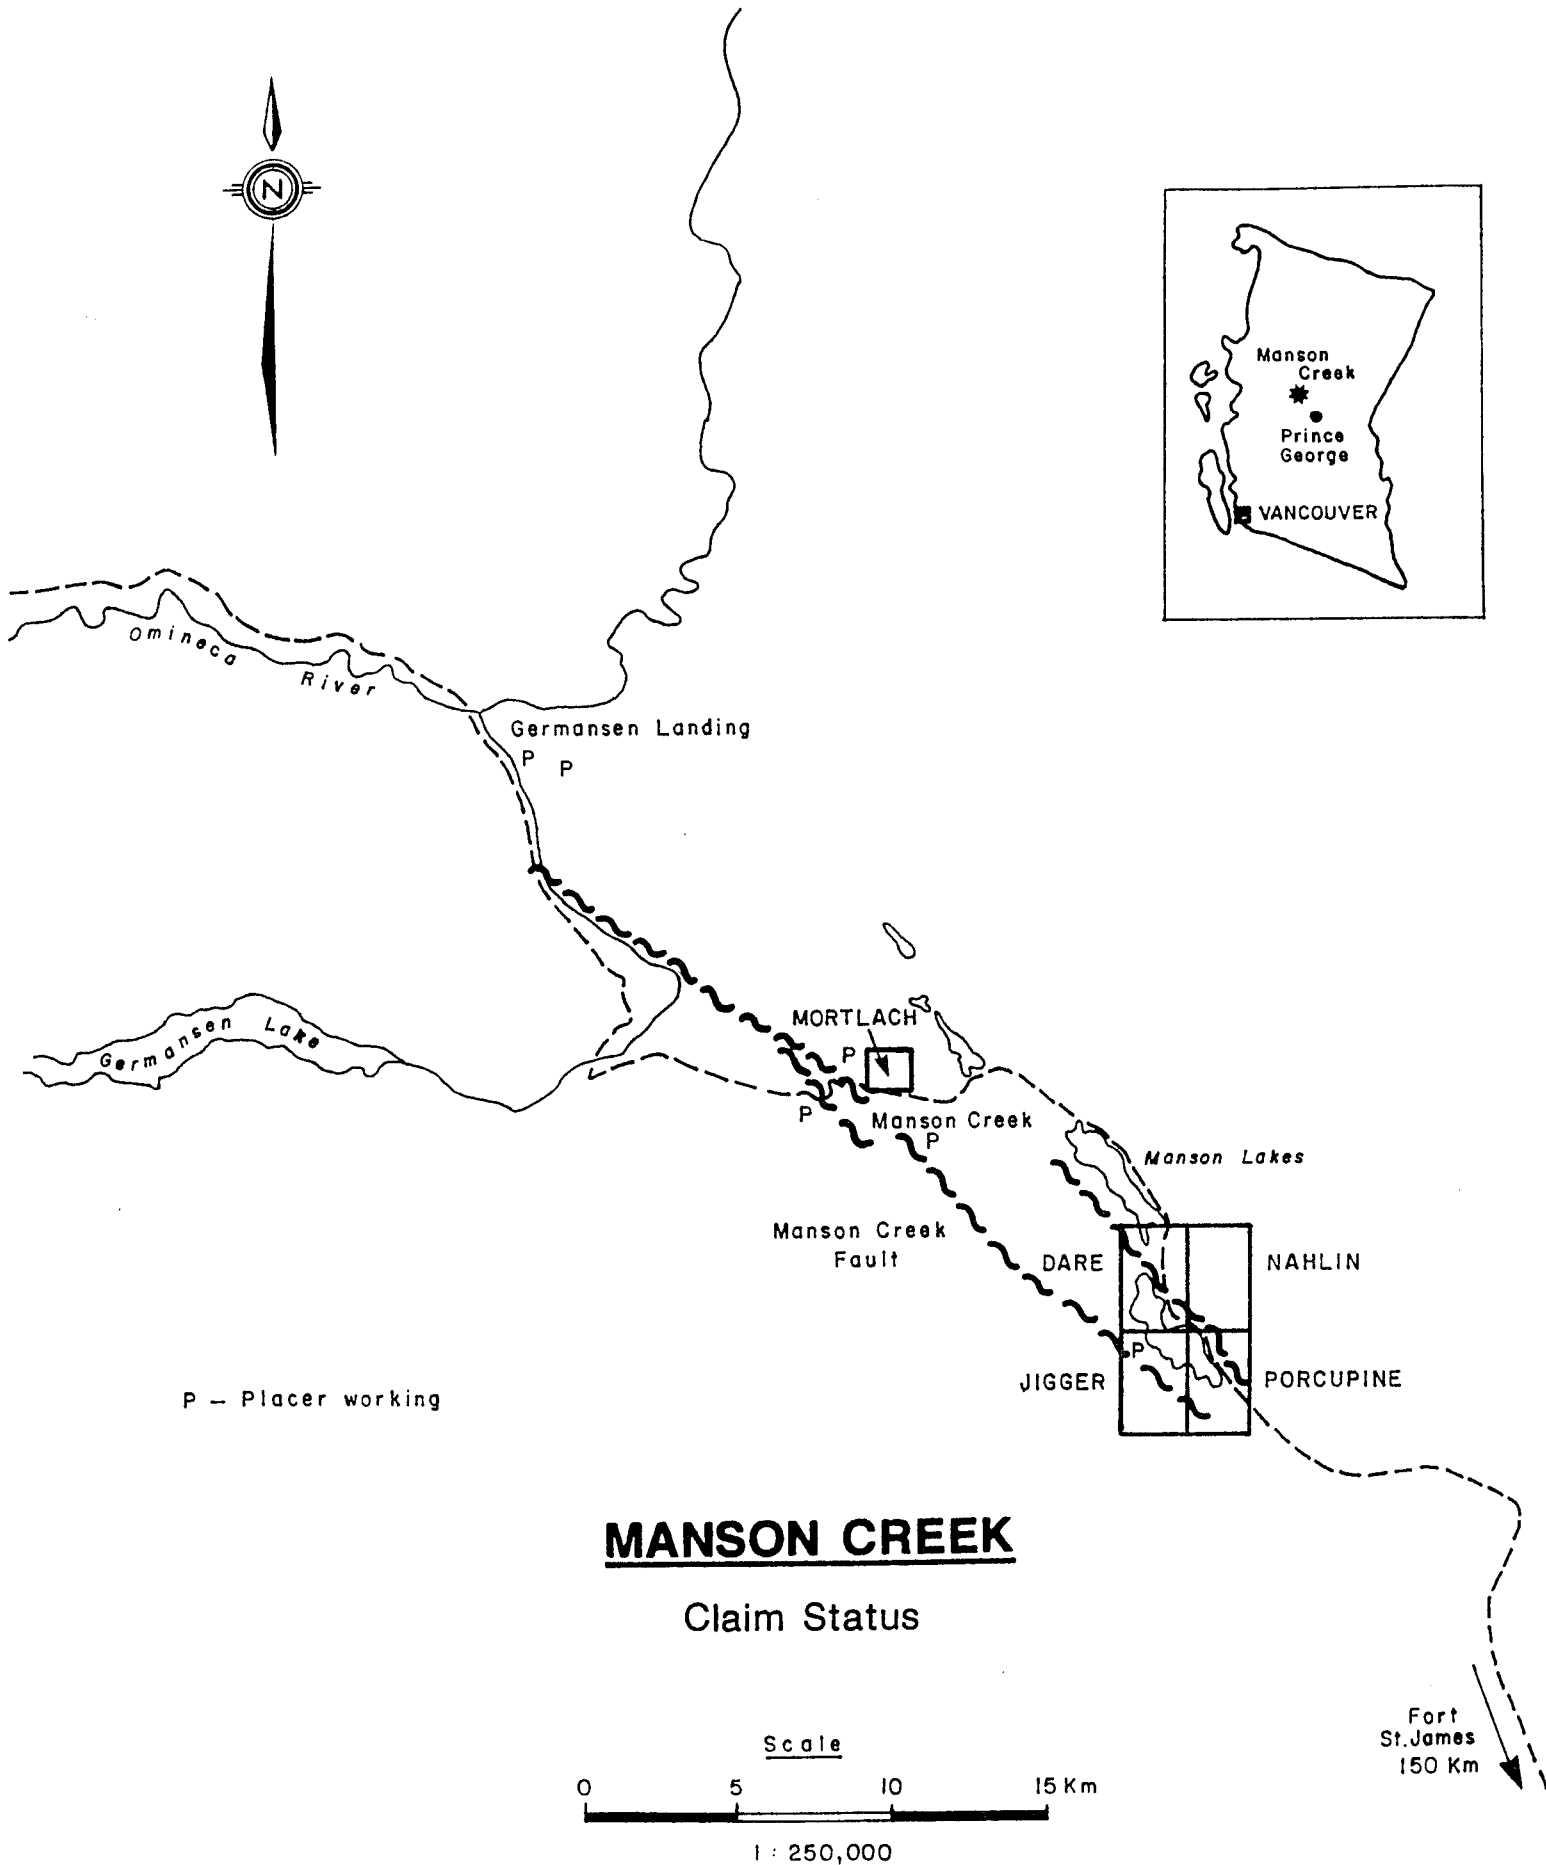 N
Manson
Creek
Prince
George
VANCOUVER
Omineca
River
Germansen Landing
P
P
Germansen Lake
MORTLACH
P
P
Manson Creek
P
Manson Lakes
Manson Creek
Fault
DARE
NAHLIN
P
JIGGER
PORCUPINE
P – Placer working
MANSON CREEK
Claim Status
Fort
St.James
150 Km
Scale
0 5 10 15 Km
1 : 250,000